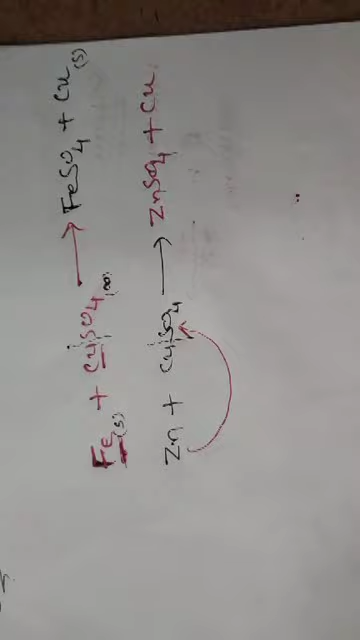 Fe(s) + CuSO4(aq) → FeSO4 + Cu(s)
Zn + CuSO4 → ZnSO4 + Cu